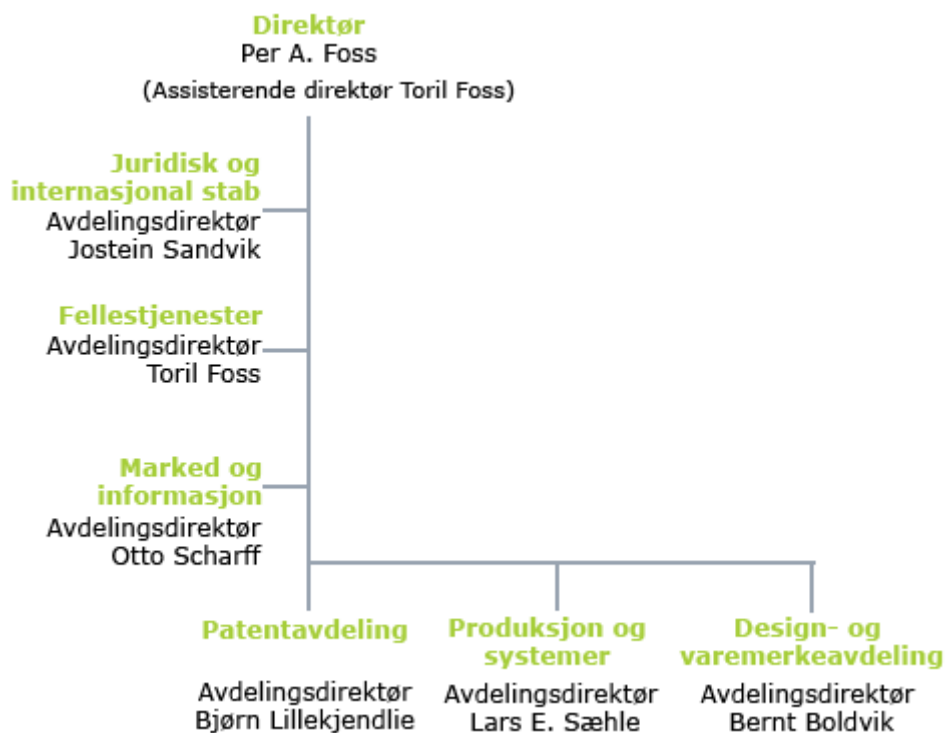 Direktør
Per A. Foss
(Assisterende direktør Toril Foss)
Juridisk og
internasjonal stab
Avdelingsdirektør
Jostein Sandvik
Fellestjenester
Avdelingsdirektør
Toril Foss
Marked og
informasjon
Avdelingsdirektør
Otto Scharff
Patentavdeling
Avdelingsdirektør
Bjørn Lillekjendlie
Produksjon og
systemer
Avdelingsdirektør
Lars E. Sæhle
Design- og
varemerkeavdeling
Avdelingsdirektør
Bernt Boldvik